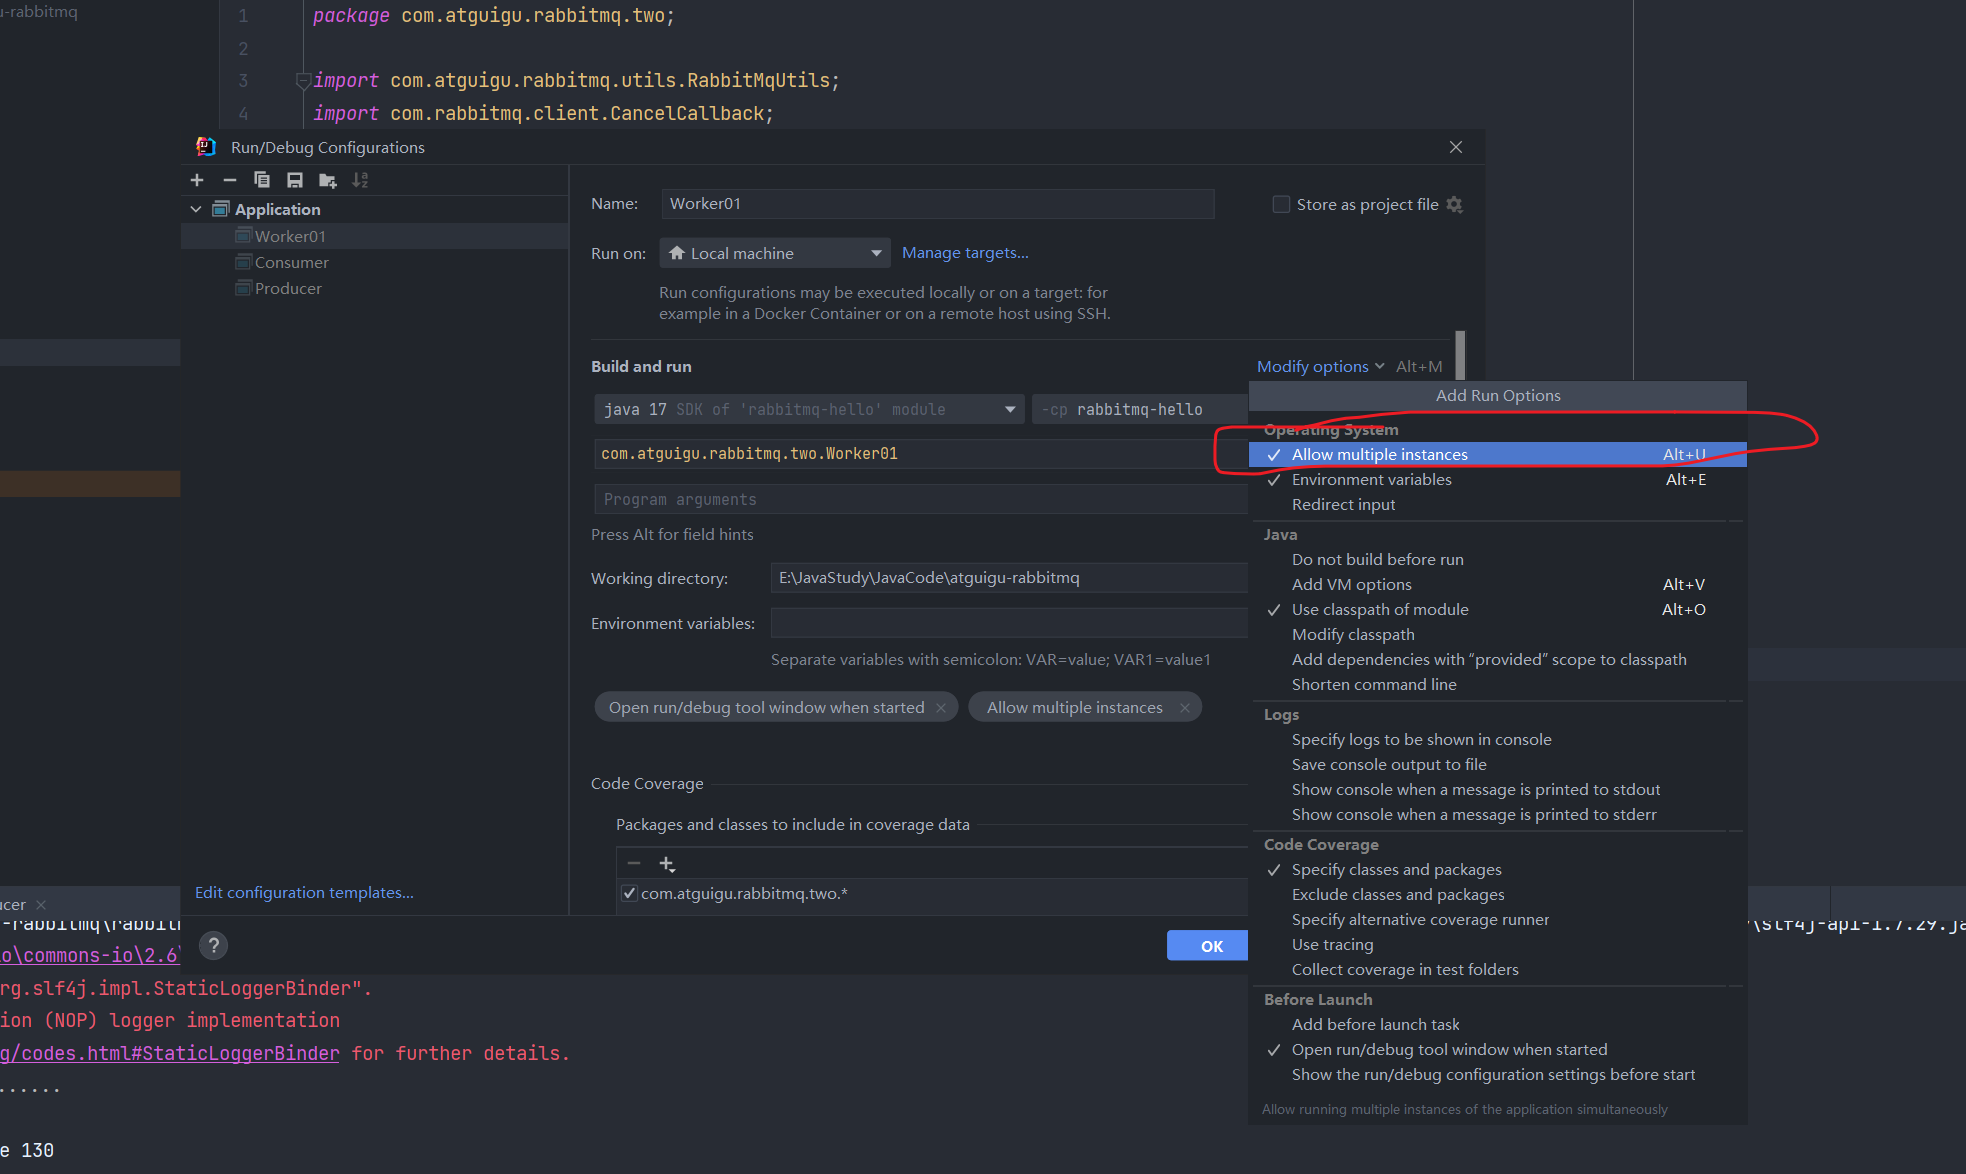 u-rabbitmq
1 package com.atguigu.rabbitmq.two;
2
3 import com.atguigu.rabbitmq.utils.RabbitMqUtils;
4 import com.rabbitmq.client.CancelCallback;
Run/Debug Configurations
Application
Worker01
Consumer
Producer
Edit configuration templates...
Name: Worker01
Store as project file
Run on: Local machine Manage targets...
Run configurations may be executed locally or on a target: for
example in a Docker Container or on a remote host using SSH.
Build and run
Modify options Alt+M
java 17 SDK of 'rabbitmq-hello' module
-cp rabbitmq-hello
com.atguigu.rabbitmq.two.Worker01
Program arguments
Press Alt for field hints
Working directory: E:\JavaStudy\JavaCode\atguigu-rabbitmq
Environment variables:
Separate variables with semicolon: VAR=value; VAR1=value1
Open run/debug tool window when started
Allow multiple instances
Code Coverage
Packages and classes to include in coverage data
com.atguigu.rabbitmq.two.*
?
OK
Add Run Options
Operating System
Allow multiple instances Alt+U
Environment variables Alt+E
Redirect input
Java
Do not build before run
Add VM options Alt+V
Use classpath of module Alt+O
Modify classpath
Add dependencies with “provided” scope to classpath
Shorten command line
Logs
Specify logs to be shown in console
Save console output to file
Show console when a message is printed to stdout
Show console when a message is printed to stderr
Code Coverage
Specify classes and packages
Exclude classes and packages
Specify alternative coverage runner
Use tracing
Collect coverage in test folders
Before Launch
Add before launch task
Open run/debug tool window when started
Show the run/debug configuration settings before start
Allow running multiple instances of the application simultaneously
ucer
-rabbitmq\rabbit
\slf4j-api-1.7.29.ja
o\commons-io\2.6\
rg.slf4j.impl.StaticLoggerBinder".
ion (NOP) logger implementation
g/codes.html#StaticLoggerBinder for further details.
......
e 130